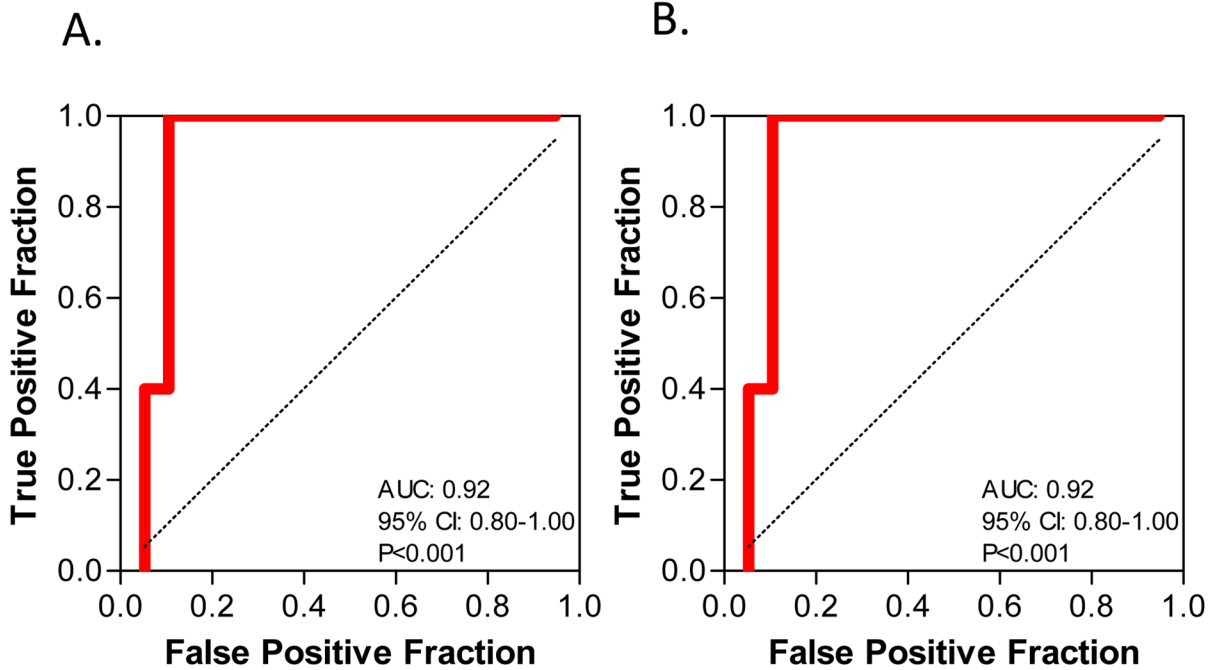 A.
1.0
0.8
0.6
0.4
0.2
0.0
True Positive Fraction
0.0 0.2 0.4 0.6 0.8 1.0
False Positive Fraction
AUC: 0.92
95% CI: 0.80-1.00
P<0.001
B.
1.0
0.8
0.6
0.4
0.2
0.0
True Positive Fraction
0.0 0.2 0.4 0.6 0.8 1.0
False Positive Fraction
AUC: 0.92
95% CI: 0.80-1.00
P<0.001